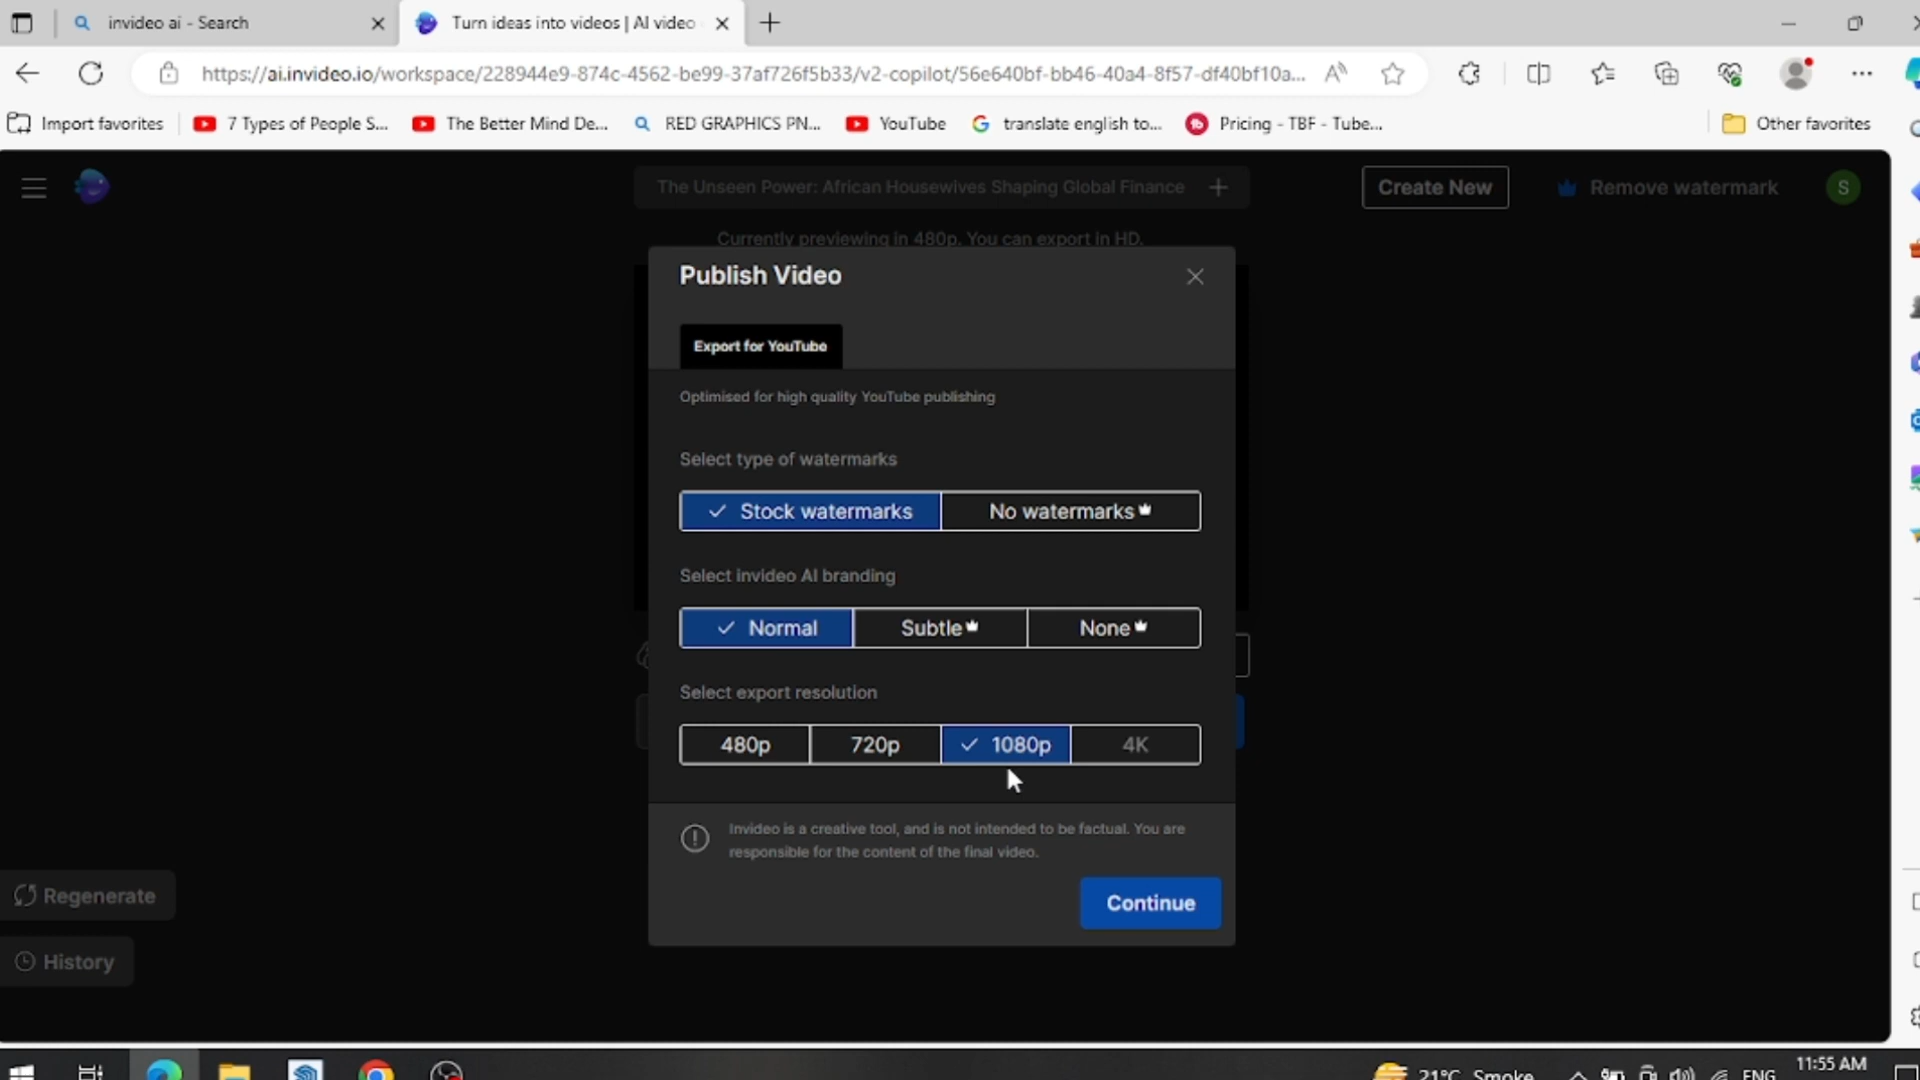 invideo ai - Search
Turn ideas into videos | AI video
https://ai.invideo.io/workspace/228944e9-874c-4562-be99-37af726f5b33/v2-copilot/56e640bf-bb46-40a4-8f57-df40bf10a...
Import favorites
7 Types of People S...
The Better Mind De...
RED GRAPHICS PN...
YouTube
translate english to...
Pricing - TBF - Tube...
Other favorites
The Unseen Power: African Housewives Shaping Global Finance +
Create New
Remove watermark
S
Currently previewing in 480p. You can export in HD.
Publish Video
Export for YouTube
Optimised for high quality YouTube publishing
Select type of watermarks
Stock watermarks
No watermarks
Select invideo AI branding
Normal
Subtle
None
Select export resolution
480p
720p
1080p
4K
Invideo is a creative tool, and is not intended to be factual. You are
responsible for the content of the final video.
Continue
Regenerate
History
21°C Smoke
ENG
11:55 AM